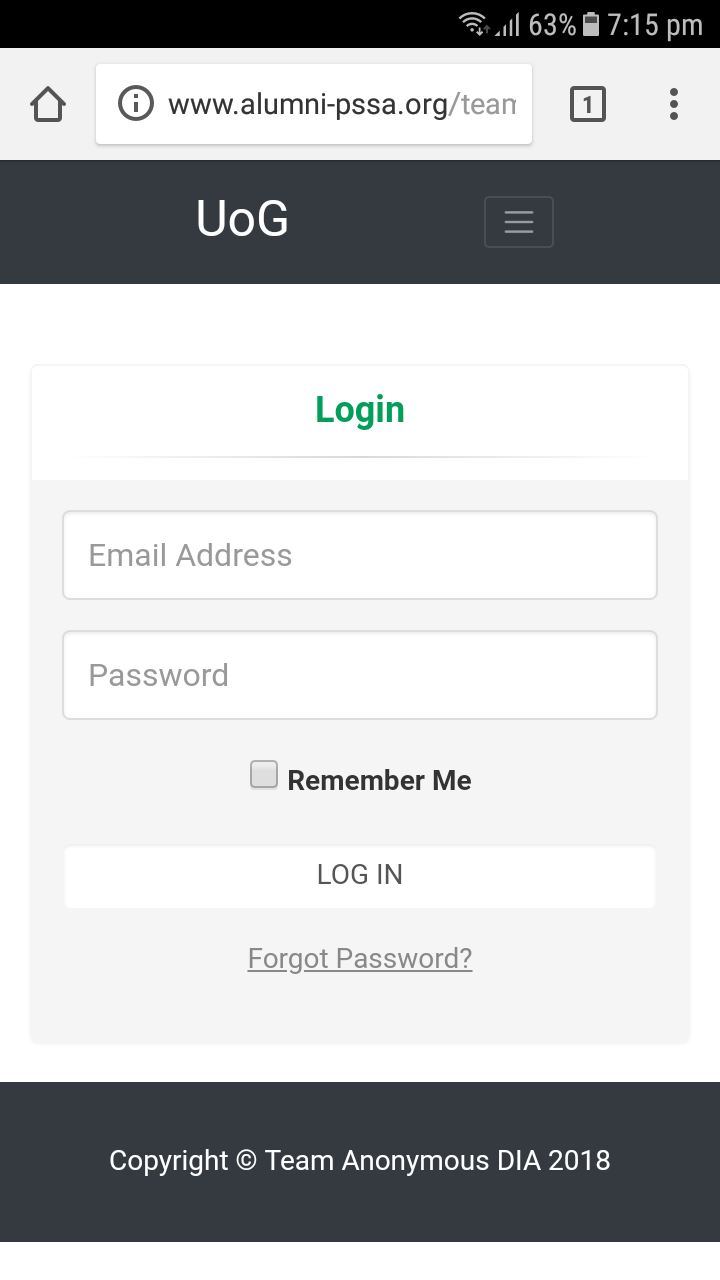 63% 7:15 pm
www.alumni-pssa.org/team
1
UoG
Login
Email Address
Password
Remember Me
LOG IN
Forgot Password?
Copyright © Team Anonymous DIA 2018